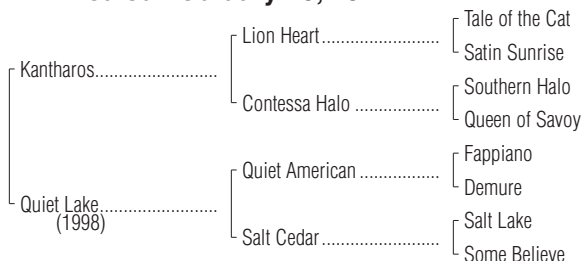 Tale of the Cat
Lion Heart
Satin Sunrise
Kantharos
Southern Halo
Contessa Halo
Queen of Savoy
Fappiano
Quiet American
Demure
Quiet Lake
(1998)
Salt Lake
Salt Cedar
Some Believe